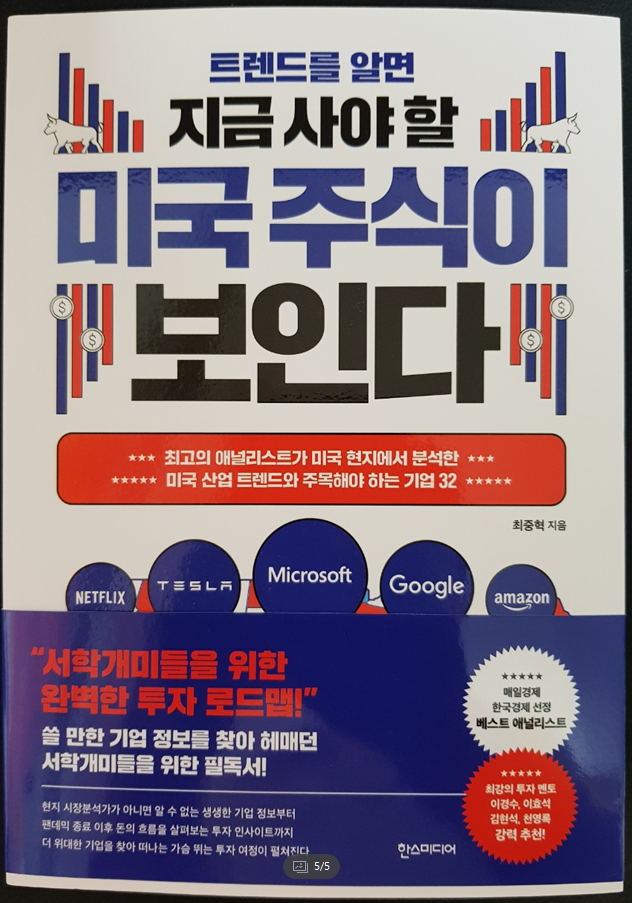 트렌드를 알면
지금 사야 할
미국 주식이
보인다
$
$
$
$
★★★ 최고의 애널리스트가 미국 현지에서 분석한 ★★★
★★★★★ 미국 산업 트렌드와 주목해야 하는 기업 32 ★★★★★
최중혁 지음
NETFLIX
TESLA
Microsoft
Google
amazon
“서학개미들을 위한
완벽한 투자 로드맵!”
쓸 만한 기업 정보를 찾아 헤매던
서학개미들을 위한 필독서!
현지 시장분석가가 아니면 알 수 없는 생생한 기업 정보부터
팬데믹 종료 이후 돈의 흐름을 살펴보는 투자 인사이트까지
더 위대한 기업을 찾아 떠나는 가슴 뛰는 투자 여정이 펼쳐진다
★★★★★
매일경제
한국경제 선정
베스트 애널리스트
★★★★★
최강의 투자 멘토
이경수, 이효석
김현석, 천영록
강력 추천!
한스미디어
5/5